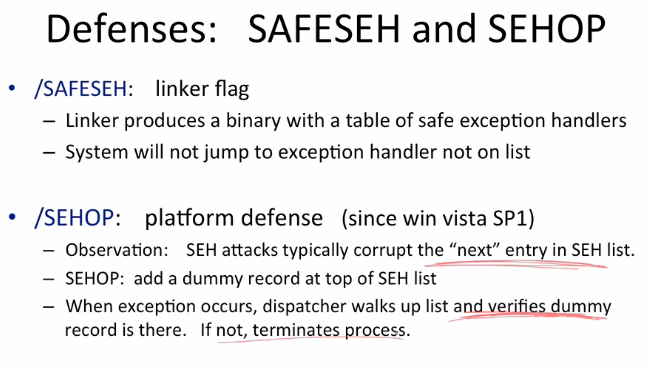 Defenses: SAFESEH and SEHOP
• /SAFESEH: linker flag
– Linker produces a binary with a table of safe exception handlers
– System will not jump to exception handler not on list
• /SEHOP: platform defense (since win vista SP1)
– Observation: SEH attacks typically corrupt the “next” entry in SEH list.
– SEHOP: add a dummy record at top of SEH list
– When exception occurs, dispatcher walks up list and verifies dummy
record is there. If not, terminates process.